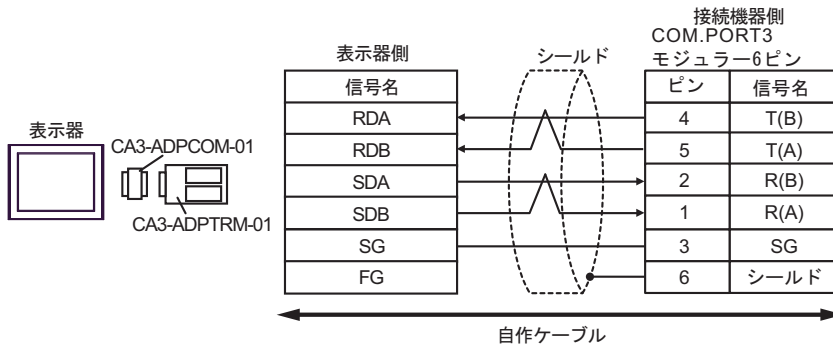 表示器
CA3-ADPCOM-01
CA3-ADPTRM-01
表示器側
信号名
RDA
RDB
SDA
SDB
SG
FG
シールド
接続機器側
COM.PORT3
モジュラー6ピン
ピン 信号名
4 T(B)
5 T(A)
2 R(B)
1 R(A)
3 SG
6 シールド
自作ケーブル